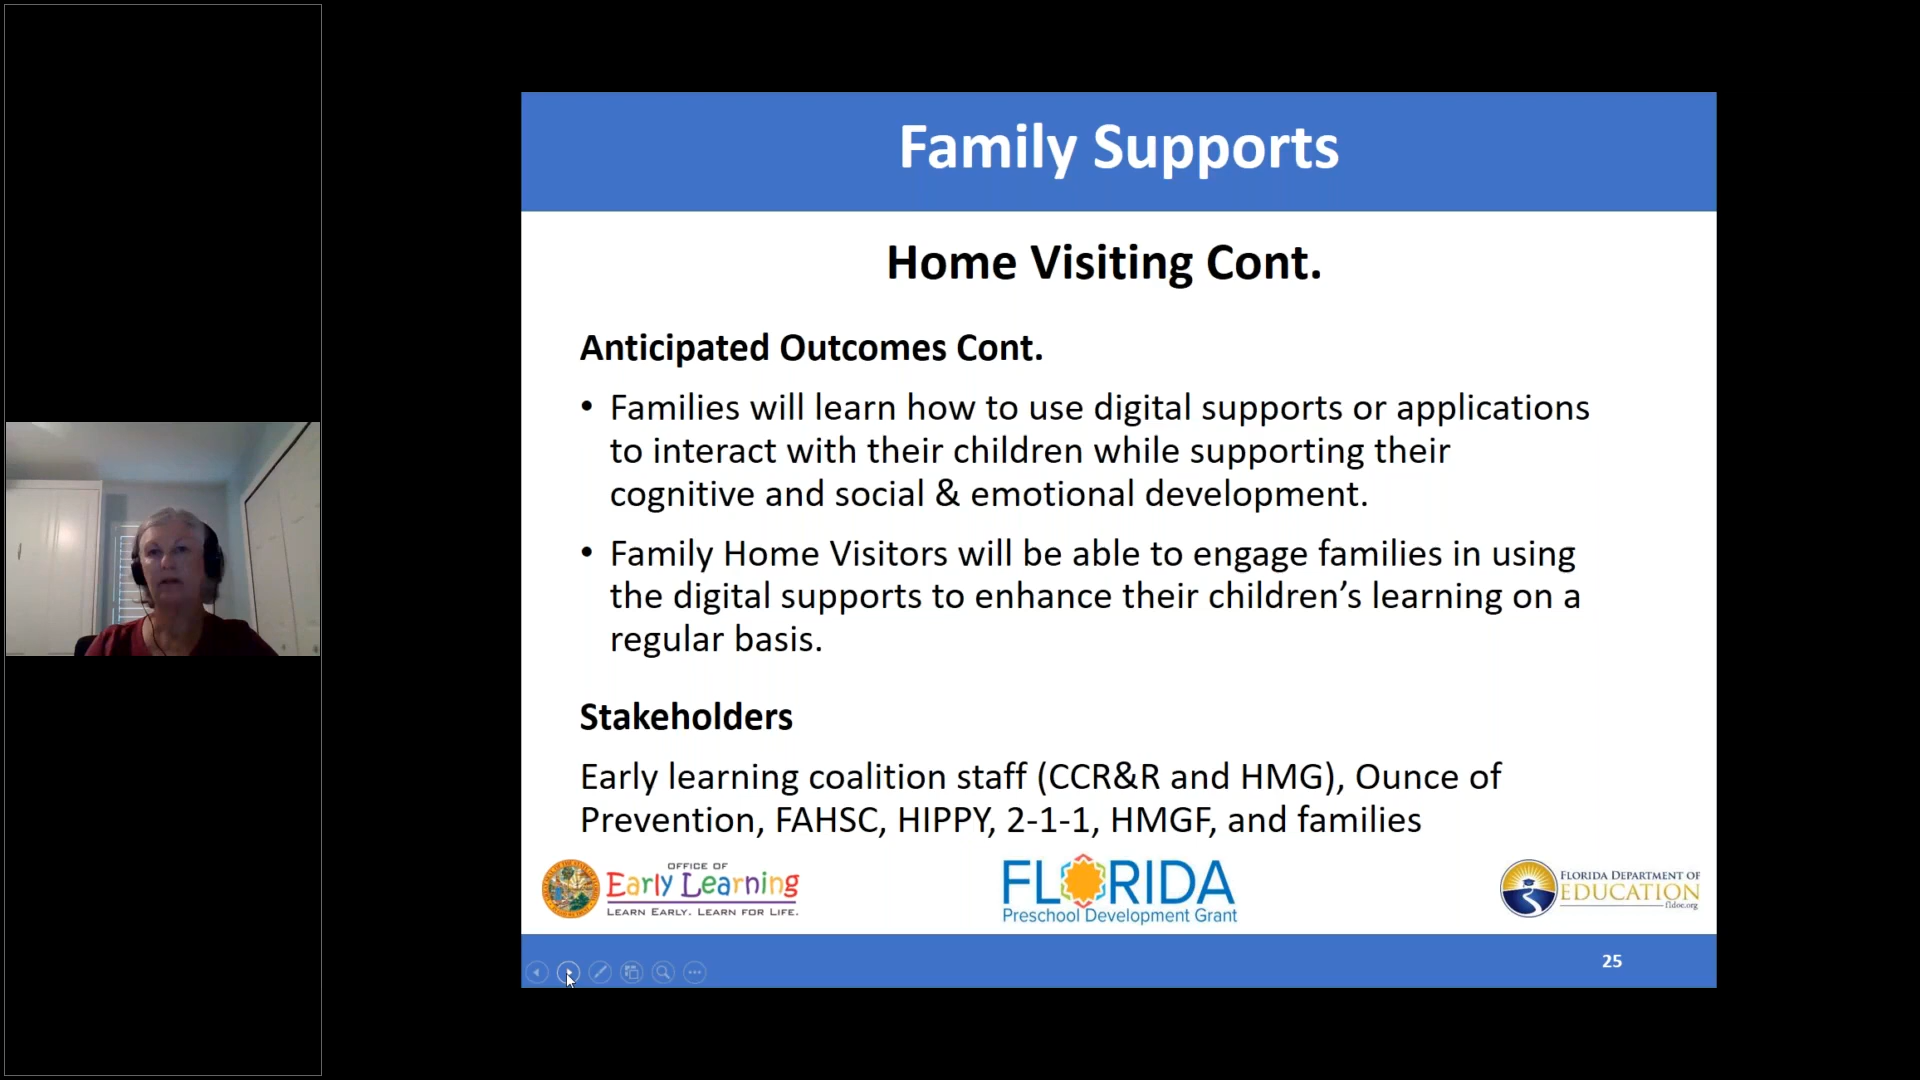 Family Supports
Home Visiting Cont.
Anticipated Outcomes Cont.
• Families will learn how to use digital supports or applications
to interact with their children while supporting their
cognitive and social & emotional development.
• Family Home Visitors will be able to engage families in using
the digital supports to enhance their children’s learning on a
regular basis.
Stakeholders
Early learning coalition staff (CCR&R and HMG), Ounce of
Prevention, FAHSC, HIPPY, 2-1-1, HMGF, and families
OFFICE OF
Early Learning
LEARN EARLY. LEARN FOR LIFE.
FLORIDA
Preschool Development Grant
FLORIDA DEPARTMENT OF
EDUCATION
fldoe.org
25